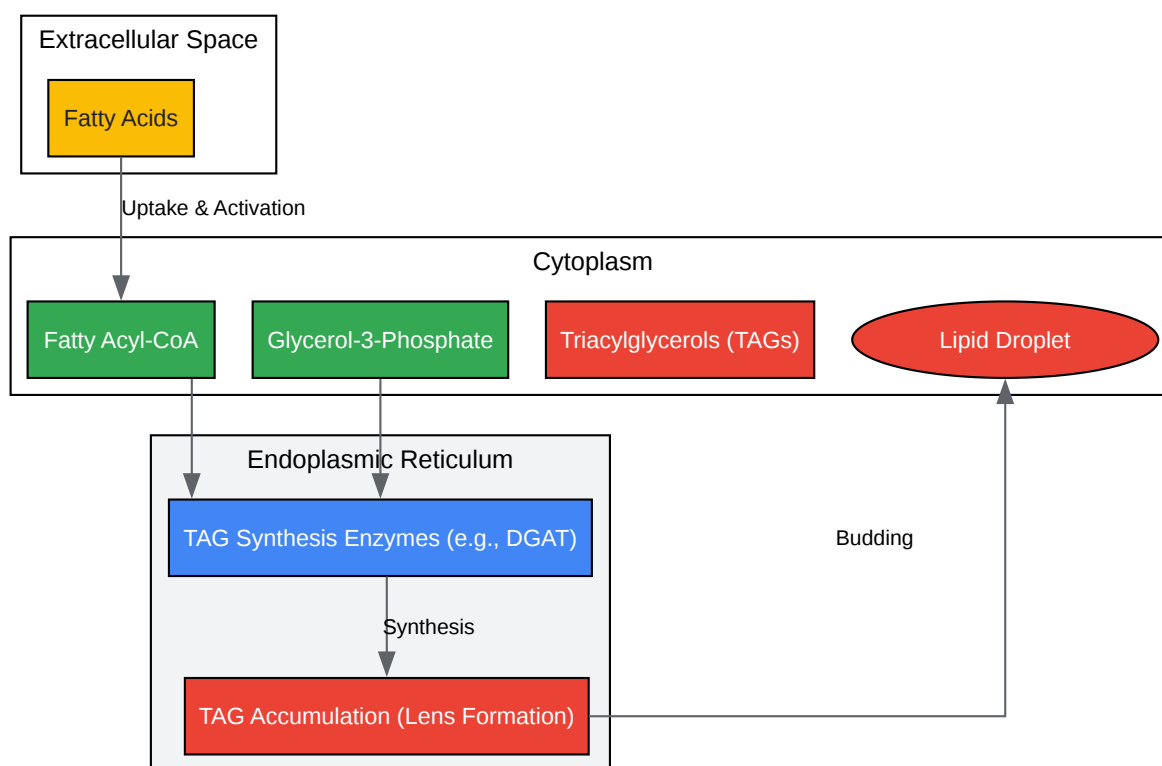 Extracellular Space
Fatty Acids
Uptake & Activation
Cytoplasm
Fatty Acyl-CoA
Glycerol-3-Phosphate
Triacylglycerols (TAGs)
Lipid Droplet
Endoplasmic Reticulum
TAG Synthesis Enzymes (e.g., DGAT)
Budding
Synthesis
TAG Accumulation (Lens Formation)